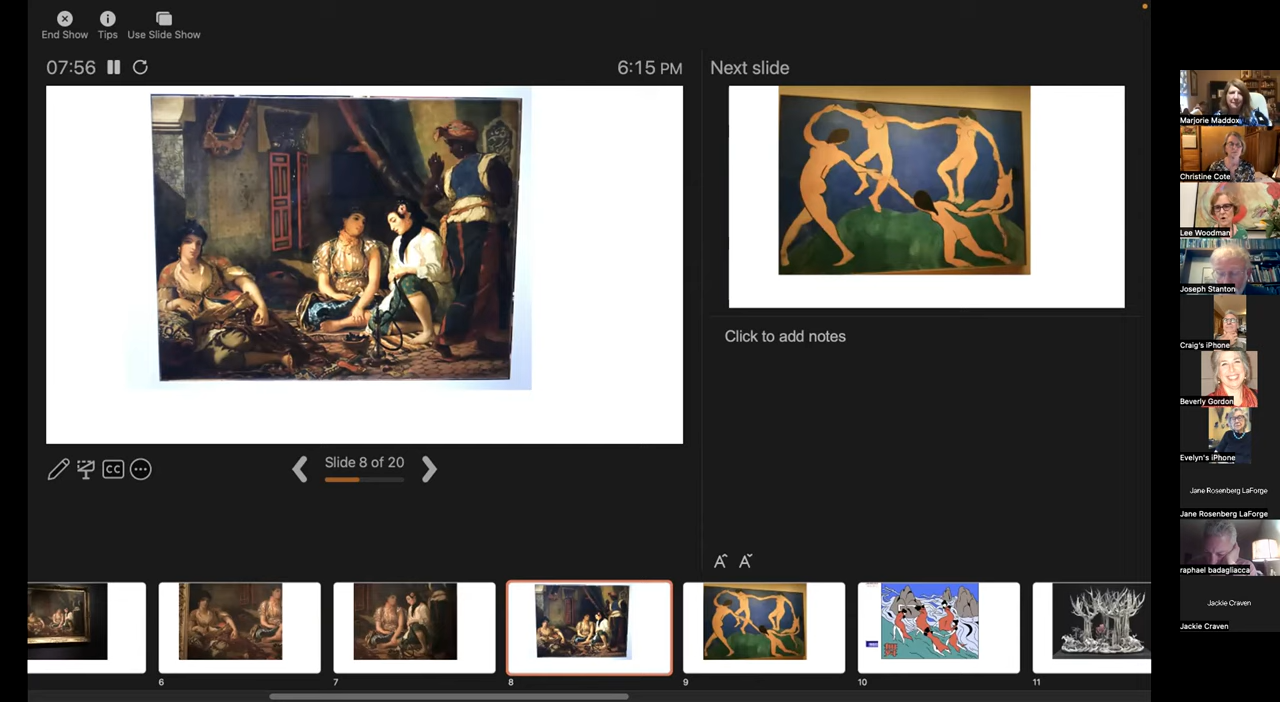 End Show
Tips
Use Slide Show
07:56
6:15 PM
Next slide
Click to add notes
CC
Slide 8 of 20
6
7
8
9
10
11
Marjorie Maddox
Christine Cote
Lee Woodman
Joseph Stanton
Craig's iPhone
Beverly Gordon
Evelyn's iPhone
Jane Rosenberg LaForge
Jane Rosenberg LaForge
raphael badagliacca
Jackie Craven
Jackie Craven